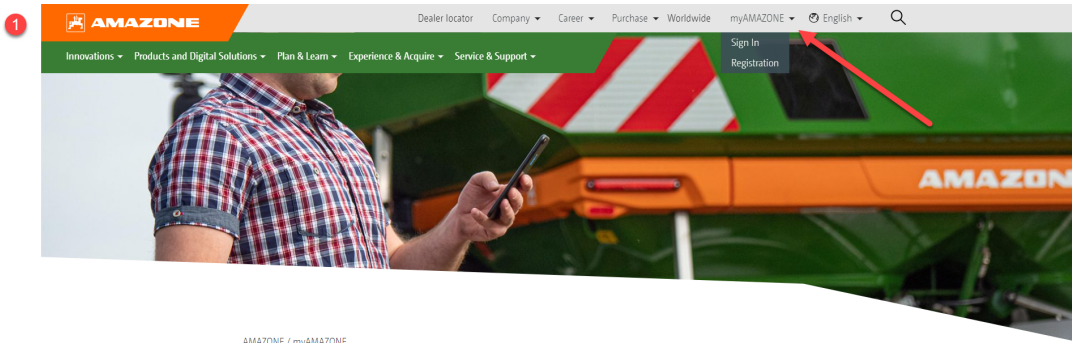 1
AMAZONE
Dealer locator Company Career Purchase Worldwide myAMAZONE English
Sign In
Registration
Innovations Products and Digital Solutions Plan & Learn Experience & Acquire Service & Support
AMAZON
AMAZONE / myAMAZONE